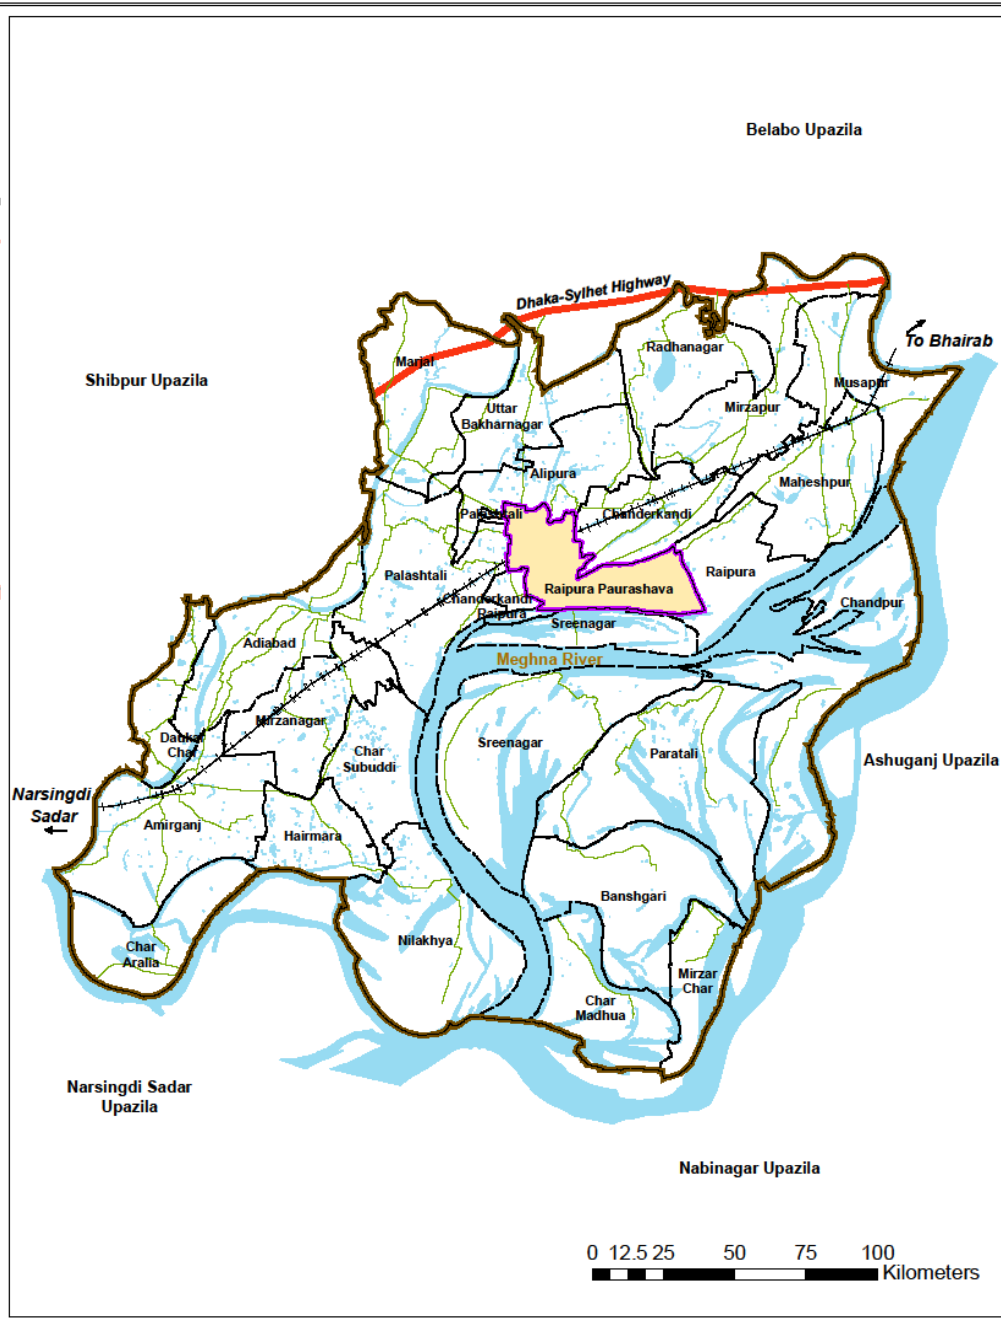 Belabo Upazila
Dhaka-Sylhet Highway
To Bhairab
Radhanagar
Marjal
Shibpur Upazila
Musapur
Uttar
Bakharnagar
Mirzapur
Alipura
Maheshpur
Palashtali
Chanderkandi
Palashtali
Raipura
Raipura Paurashava
Chanderkandi
Raipura
Chandpur
Sreenagar
Adiabad
Meghna River
Mirzanagar
Daukar
Char
Sreenagar
Char
Subuddi
Paratali
Ashuganj Upazila
Narsingdi
Sadar
Amirganj
Hairmara
Banshgari
Nilakhya
Char
Aralia
Mirzar
Char
Char
Madhua
Narsingdi Sadar
Upazila
Nabinagar Upazila
0 12.5 25 50 75 100
Kilometers